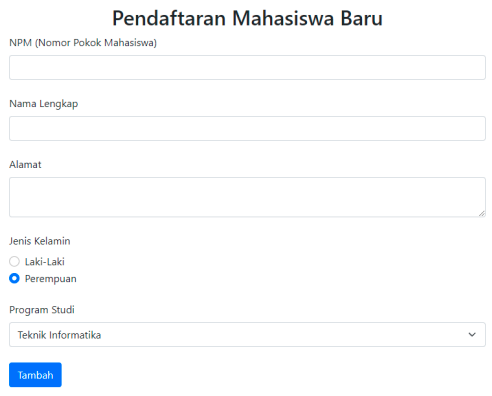 Pendaftaran Mahasiswa Baru
NPM (Nomor Pokok Mahasiswa)
Nama Lengkap
Alamat
Jenis Kelamin
Laki-Laki
Perempuan
Program Studi
Teknik Informatika
Tambah